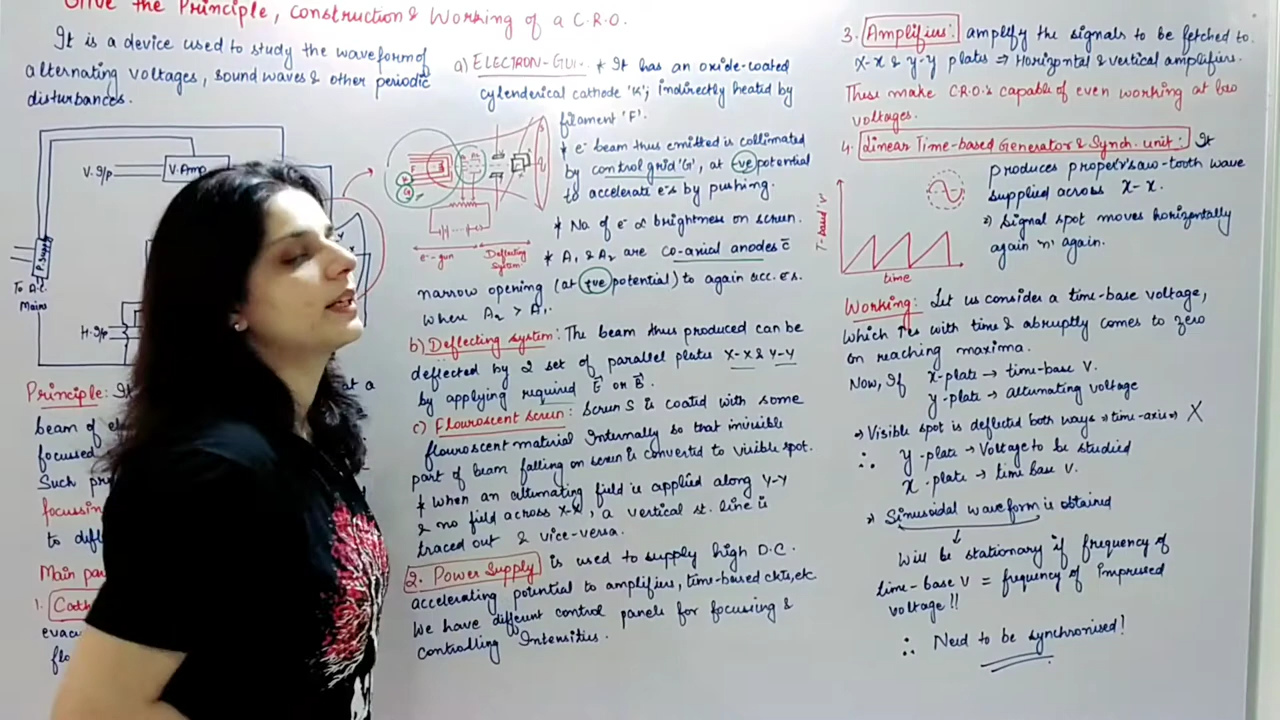 Give the Principle, Construction & Working of a C.R.O.
It is a device used to study the waveform of
alternating voltages, sound waves & other periodic
disturbances.
V. I/p
V. Amp
P. Supply
To A.C.
Mains
H. I/p
Y
X
Principle: It
at a
beam of
focused
Such
focussing
to
Main
1.
evacu
a) ELECTRON-GUN. * It has an oxide-coated
cylenderical cathode 'K'; indirectly heated by
filament 'F'.
* e⁻ beam thus emitted is collimated
by control grid 'G', at -ve potential
to accelerate e⁻s by pushing.
* No. of e⁻ ∝ brightness on screen.
* A₁ & A₂ are co-axial anodes c̄
narrow opening (at +ve potential) to again acc. e⁻s.
where A₂ > A₁.
e⁻-gun
Deflecting
System
b) Deflecting system: The beam thus produced can be
deflected by 2 set of parallel plates X-X & Y-Y
by applying required E⃗ or B⃗.
c) Flouroscent screen: Screen S is coated with some
flouroscent material Internally so that invisible
part of beam falling on screen is converted to visible spot.
* When an alternating field is applied along Y-Y
& no field across X-X, a vertical st. line is
traced out & vice-versa.
2. Power Supply is used to supply high D.C.
accelerating potential to amplifiers, time-based ckts, etc
We have different control panels for focusing &
controlling Intensities.
3. Amplifiers: amplify the signals to be fetched to
X-X & Y-Y plates ⇒ Horizontal & vertical amplifiers.
These make C.R.O.s capable of even working at low
voltages.
4. Linear Time-based Generator & Synch. unit: It
produces proper saw-tooth wave
supplied across X-X.
⇒ Signal spot moves horizontally
again 'n' again.
T-based V
time
Working: Let us consider a time-base voltage,
which ↑es with time & abruptly comes to zero
on reaching maxima.
Now, If X-plate → time-base V.
y-plate → alternating voltage
⇒ Visible spot is deflected both ways ⇒ time-axis ⇒ X
∴ y-plate → Voltage to be studied
x-plate → time base V.
⇒ Sinusoidal waveform is obtained
↓
Will be stationary if frequency of
time-base V = frequency of impressed
voltage!!
∴ Need to be synchronised!